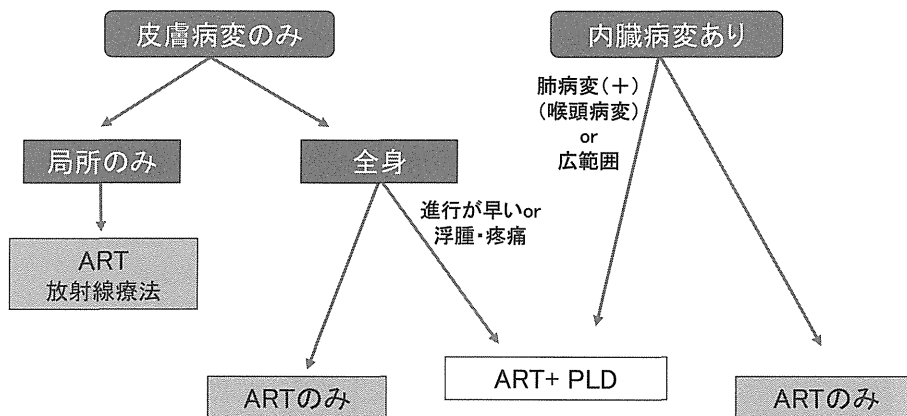 皮膚病変のみ
内臓病変あり
肺病変(+)
(喉頭病変)
or
広範囲
局所のみ
全身
進行が早いor
浮腫・疼痛
ART
放射線療法
ARTのみ
ART+ PLD
ARTのみ